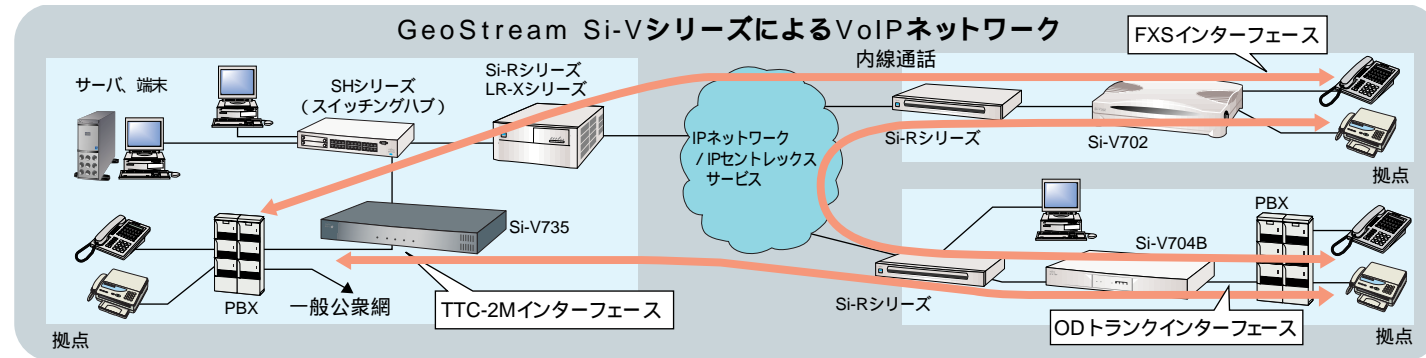 GeoStream Si-VシリーズによるVoIPネットワーク
サーバ、端末
SHシリーズ
(スイッチングハブ)
Si-Rシリーズ
LR-Xシリーズ
Si-V735
PBX
一般公衆網
TTC-2Mインターフェース
拠点
IPネットワーク
/ IPセントレックス
サービス
内線通話
FXSインターフェース
Si-Rシリーズ
Si-V702
拠点
Si-Rシリーズ
Si-V704B
PBX
ODトランクインターフェース
拠点